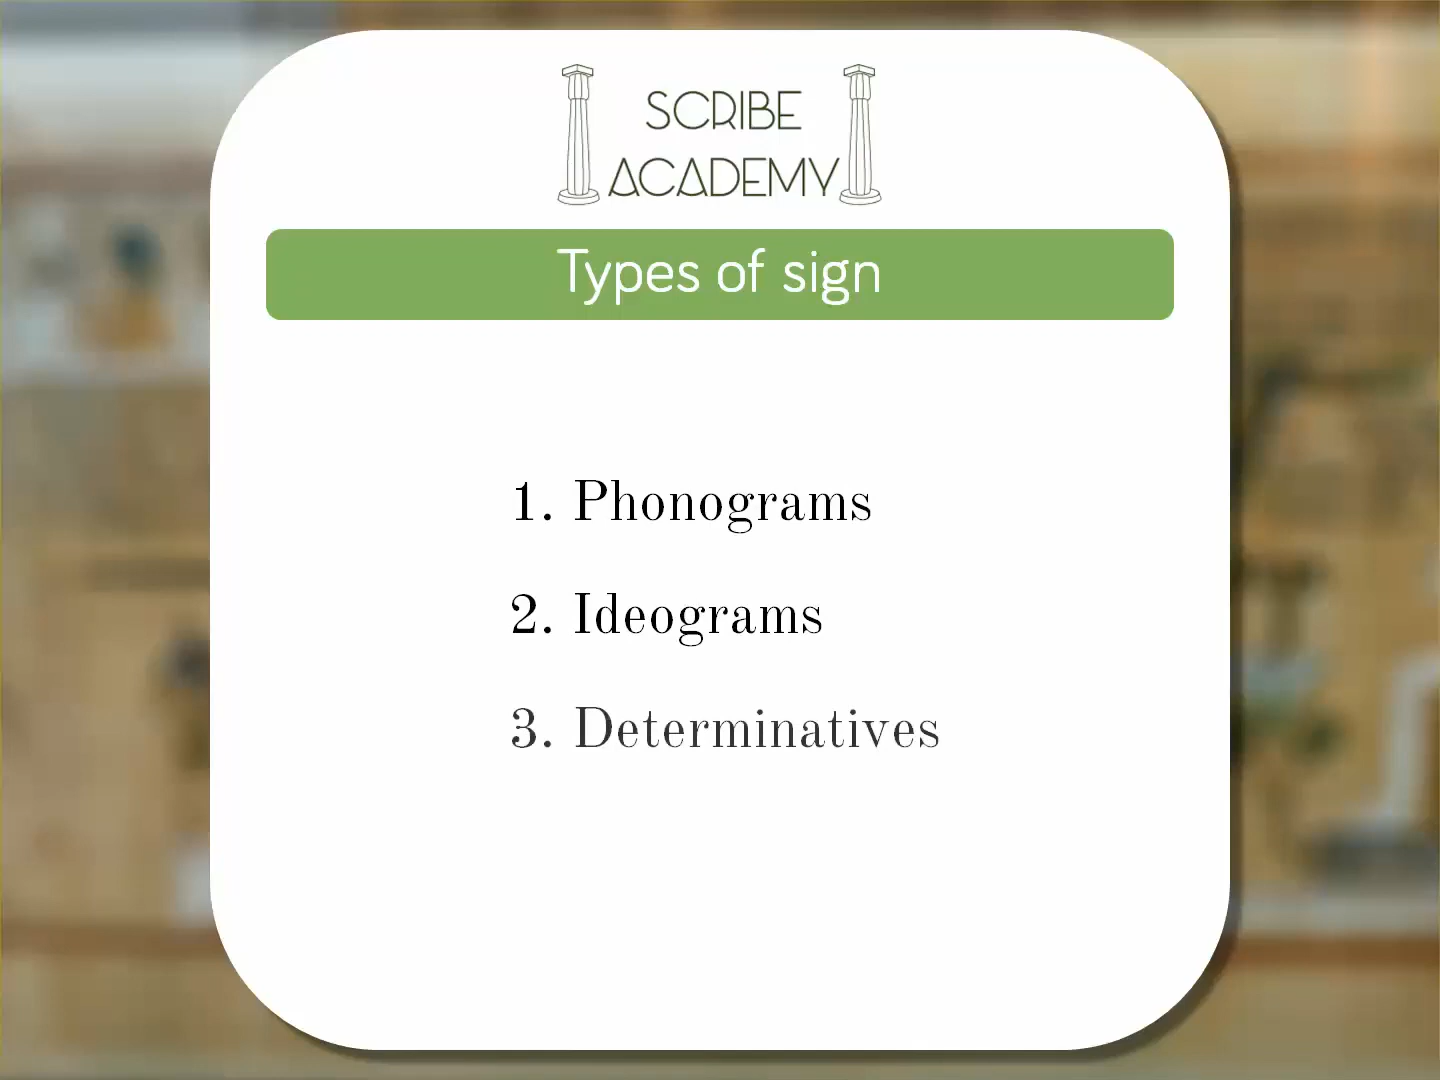 SCRIBE
ACADEMY
Types of sign
1. Phonograms
2. Ideograms
3. Determinatives